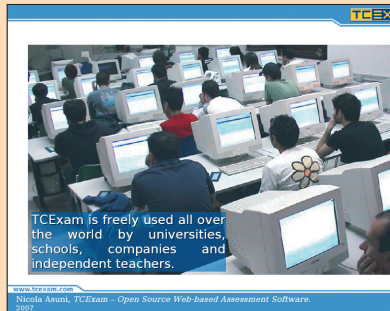 TCEx
TCExam is freely used all over
the world by universities,
schools, companies and
independent teachers.
www.tcexam.com
Nicola Asuni, TCExam – Open Source Web-based Assessment Software.
2007